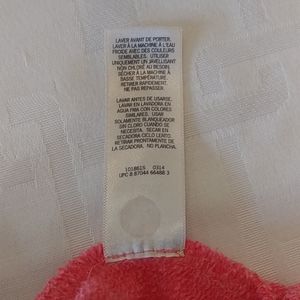 LAVER AVANT DE PORTER.
LAVER À LA MACHINE À L'EAU
FROIDE AVEC DES COULEURS
SEMBLABLES. UTILISER
UNIQUEMENT UN JAVELLISANT
NON CHLORÉ AU BESOIN.
SÉCHER À LA MACHINE À
BASSE TEMPÉRATURE.
RETIRER RAPIDEMENT.
NE PAS REPASSER.
LAVAR ANTES DE USARSE.
LAVAR EN LAVADORA EN
AGUA FRIA CON COLORES
SIMILARES. USAR
SOLAMENTE BLANQUEADOR
SIN CLORO CUANDO SE
NECESITA. SECAR EN
SECADORA CICLO LENTO.
RETIRAR PRONTAMENTE DE
LA SECADORA. NO PLANCHA.
1018615 0314
UPC 8 87044 66488 3